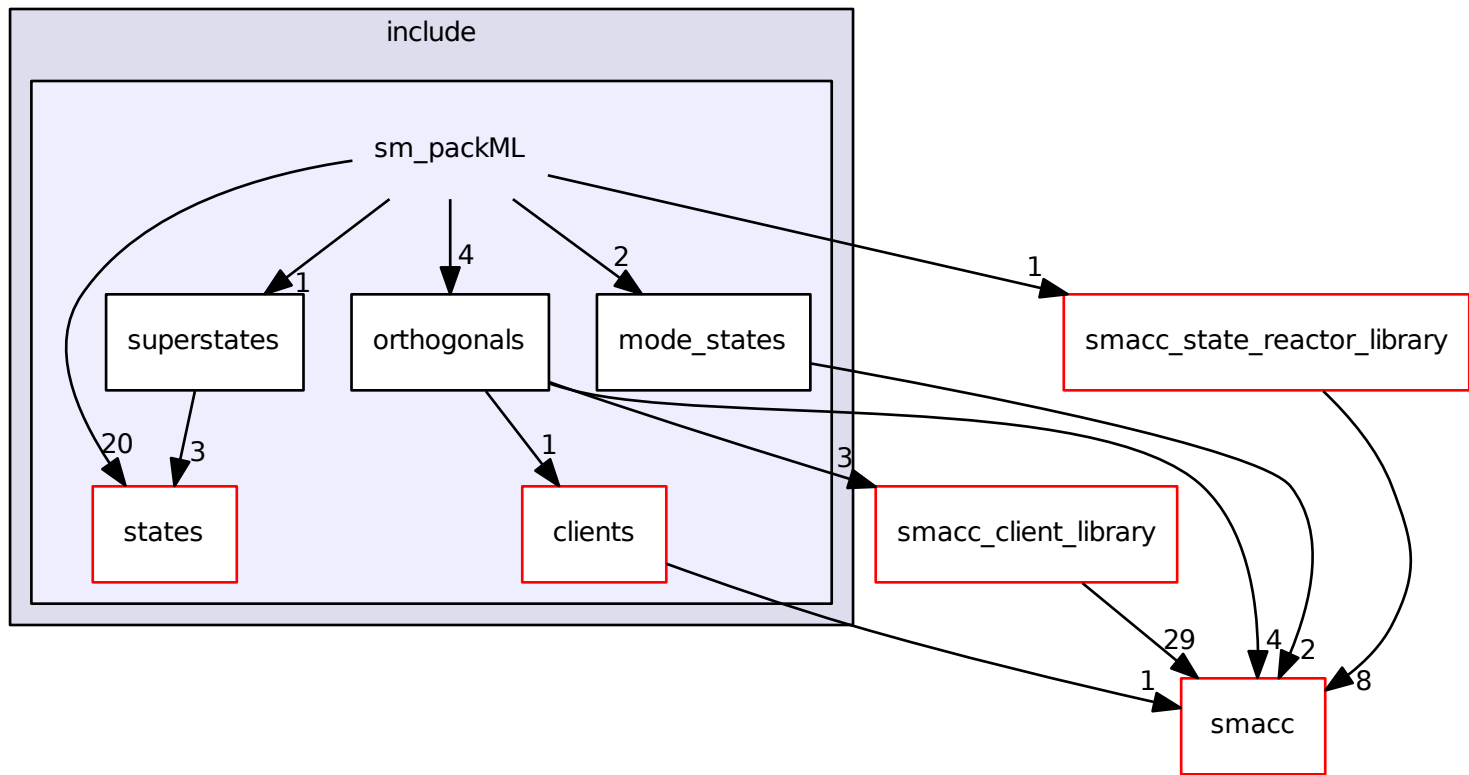 include
sm_packML
1
4
2
1
superstates
orthogonals
mode_states
smacc_state_reactor_library
20
3
1
3
states
clients
smacc_client_library
29
4
2
1
8
smacc